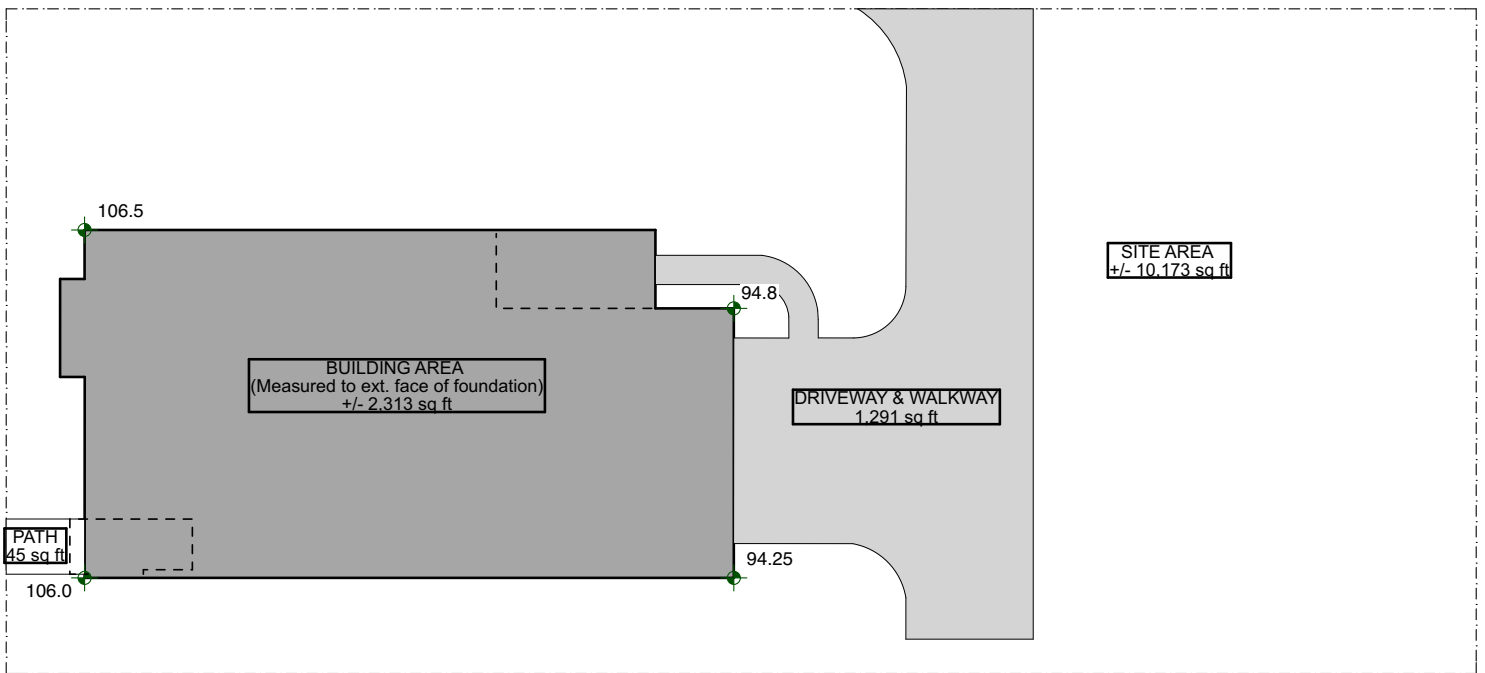 106.5
SITE AREA
+/- 10,173 sq ft
94.8
BUILDING AREA
(Measured to ext. face of foundation)
+/- 2,313 sq ft
DRIVEWAY & WALKWAY
1,291 sq ft
PATH
45 sq ft
94.25
106.0